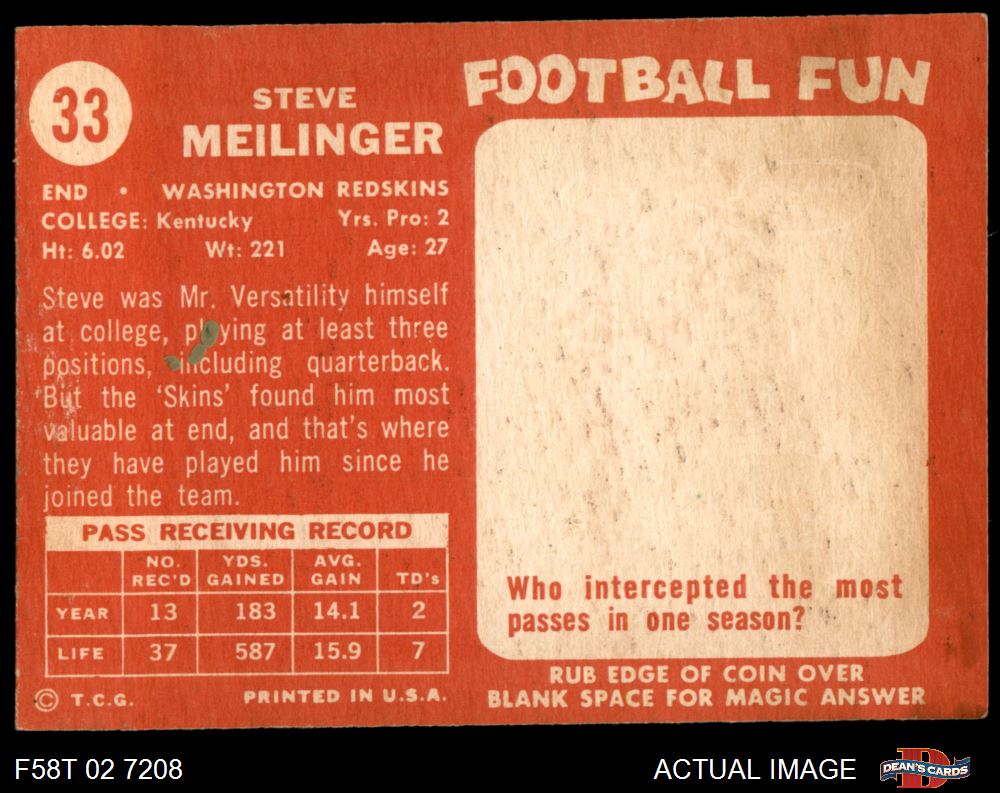 33
STEVE
MEILINGER
END • WASHINGTON REDSKINS
COLLEGE: Kentucky Yrs. Pro: 2
Ht: 6.02 Wt: 221 Age: 27
Steve was Mr. Versatility himself
at college, playing at least three
positions, including quarterback.
But the ‘Skins’ found him most
valuable at end, and that's where
they have played him since he
joined the team.
PASS RECEIVING RECORD
NO. REC'D YDS. GAINED AVG. GAIN TD's
YEAR 13 183 14.1 2
LIFE 37 587 15.9 7
© T.C.G. PRINTED IN U.S.A.
FOOTBALL FUN
Who intercepted the most
passes in one season?
RUB EDGE OF COIN OVER
BLANK SPACE FOR MAGIC ANSWER
F58T 02 7208
ACTUAL IMAGE
DEAN'S CARDS